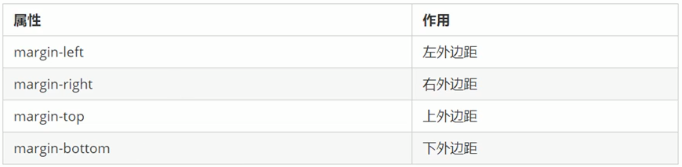 属性 作用
margin-left 左外边距
margin-right 右外边距
margin-top 上外边距
margin-bottom 下外边距